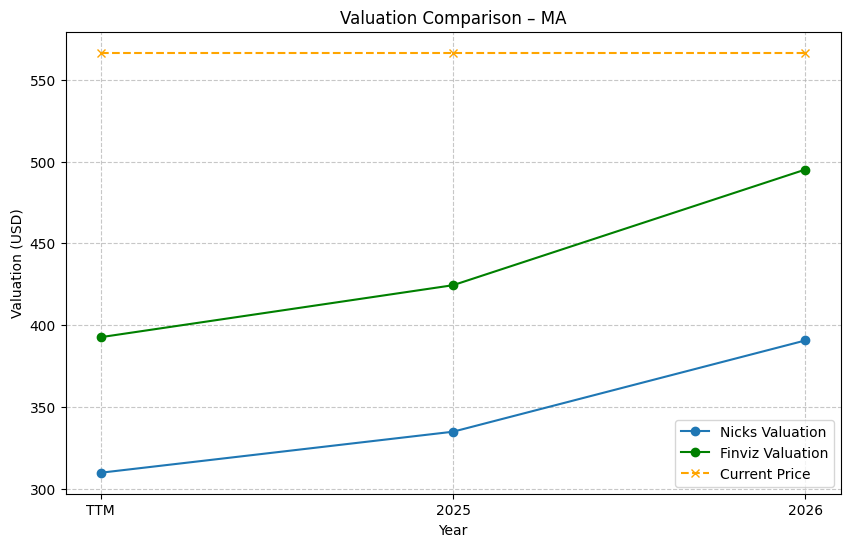 Valuation Comparison – MA
Valuation (USD)
550
500
450
400
350
300
TTM
2025
2026
Year
Nicks Valuation
Finviz Valuation
Current Price